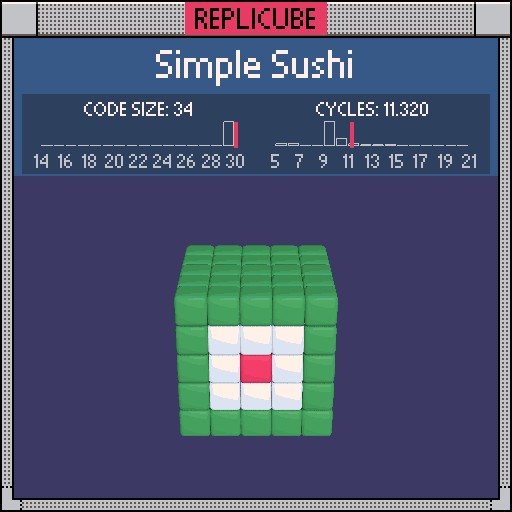 REPLICUBE
Simple Sushi
CODE SIZE: 34 CYCLES: 11.320
14 16 18 20 22 24 26 28 30 5 7 9 11 13 15 17 19 21